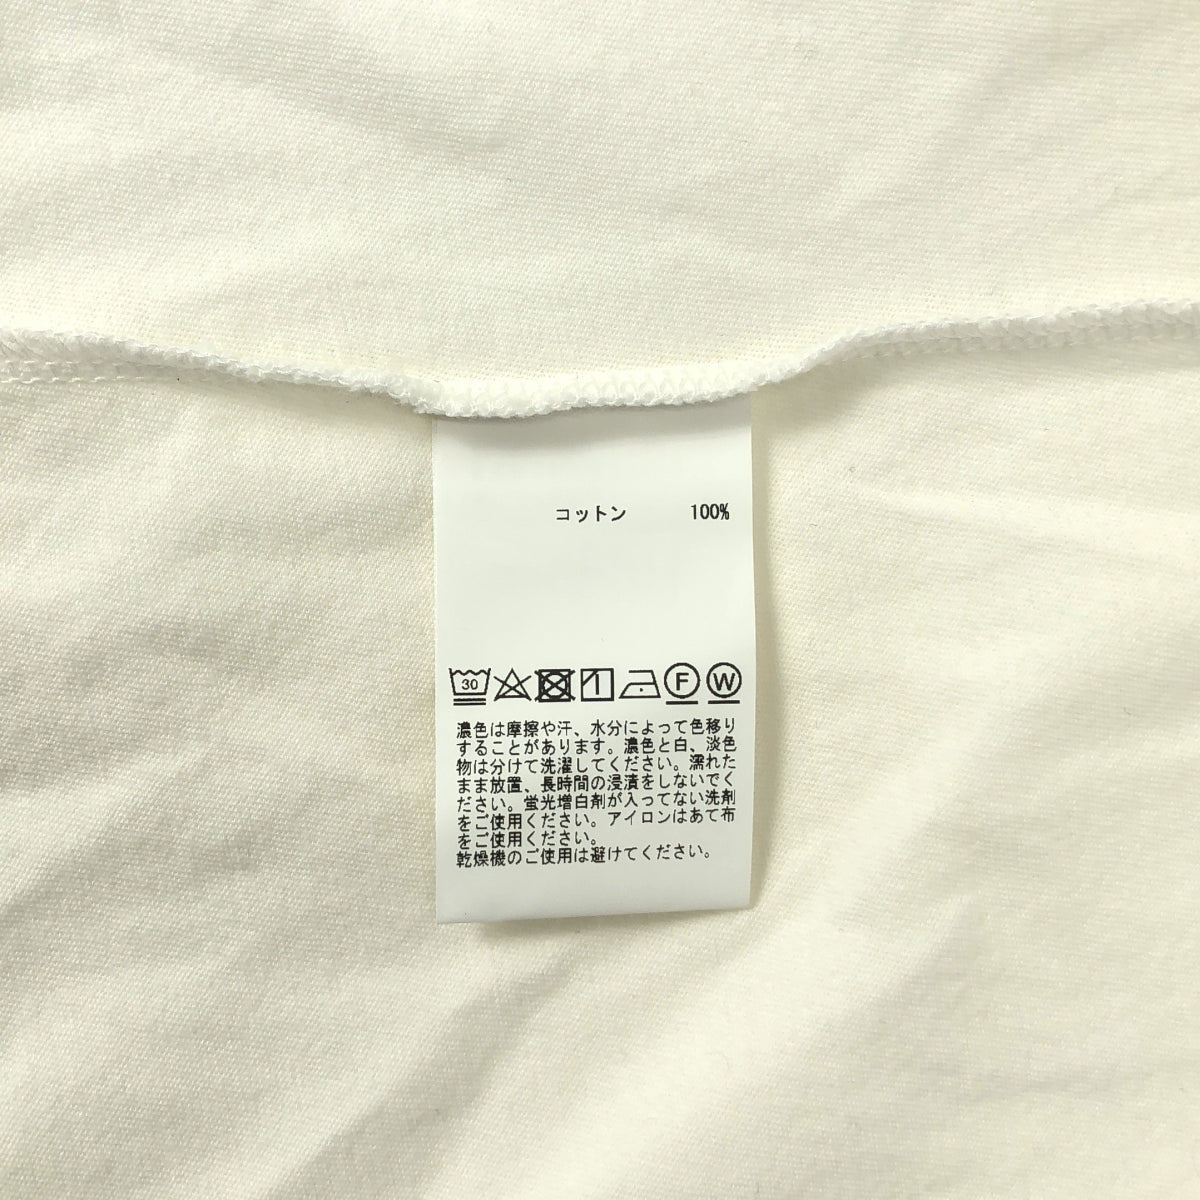 コットン 100%
30 F W
濃色は摩擦や汗、水分によって色移り
することがあります。濃色と白、淡色
物は分けて洗濯してください。濡れた
まま放置、長時間の浸漬をしないでく
ださい。蛍光増白剤が入ってない洗剤
をご使用ください。アイロンはあて布
をご使用ください。
乾燥機のご使用は避けてください。